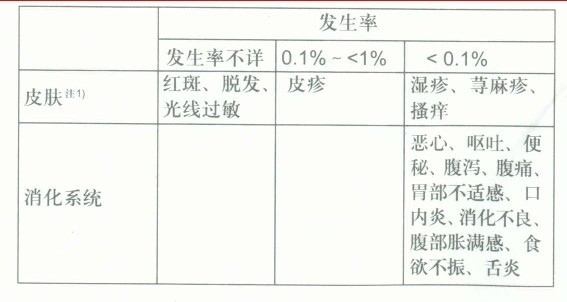 发生率
发生率不详 0.1% ~ <1% < 0.1%
皮肤注1) 红斑、脱发、光线过敏 皮疹 湿疹、荨麻疹、搔痒
消化系统 恶心、呕吐、便秘、腹泻、腹痛、胃部不适感、口内炎、消化不良、腹部胀满感、食欲不振、舌炎